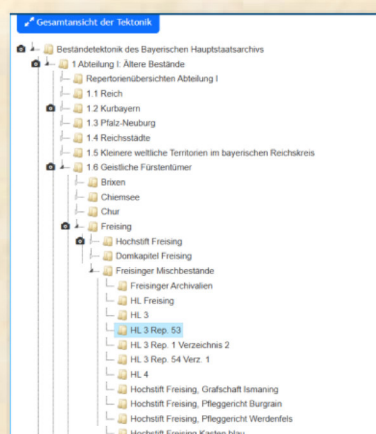 Gesamtansicht der Tektonik
Beständetektonik des Bayerischen Hauptstaatsarchivs
1 Abteilung I: Ältere Bestände
Repertorienübersichten Abteilung I
1.1 Reich
1.2 Kurbayern
1.3 Pfalz-Neuburg
1.4 Reichsstädte
1.5 Kleinere weltliche Territorien im bayerischen Reichskreis
1.6 Geistliche Fürstentümer
Brixen
Chiemsee
Chur
Freising
Hochstift Freising
Domkapitel Freising
Freisinger Mischbestände
Freisinger Archivalien
HL Freising
HL 3
HL 3 Rep. 53
HL 3 Rep. 1 Verzeichnis 2
HL 3 Rep. 54 Verz. 1
HL 4
Hochstift Freising, Grafschaft Ismaning
Hochstift Freising, Pfleggericht Burgrain
Hochstift Freising, Pfleggericht Werdenfels
Hochstift Freising Kasten blau